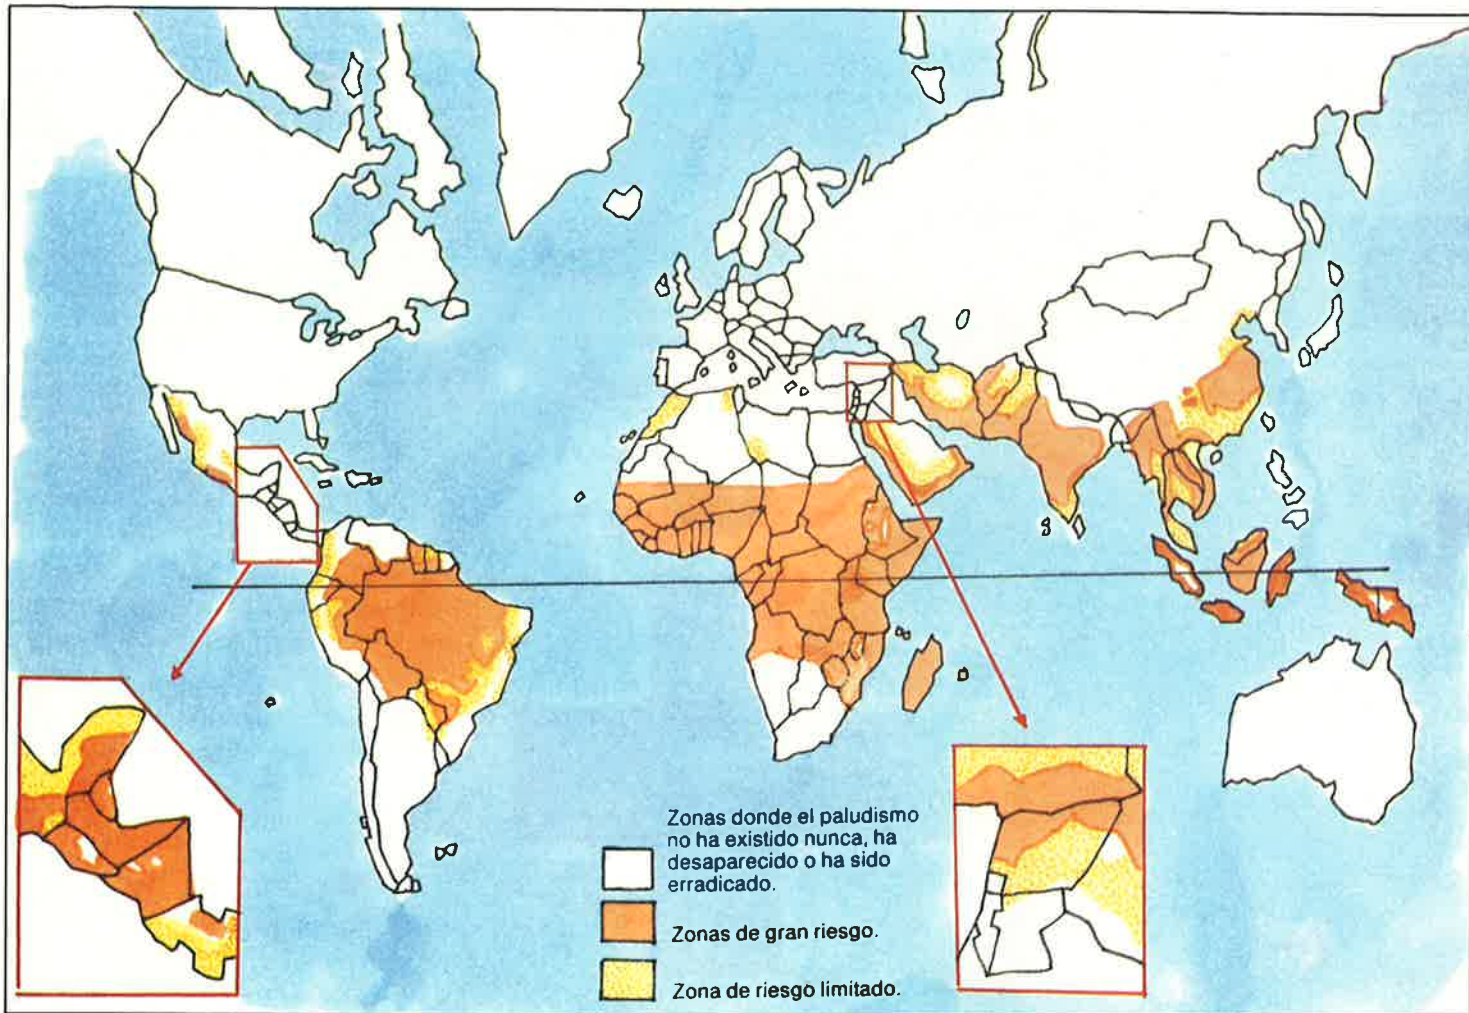 Zonas donde el paludismo
no ha existido nunca, ha
desaparecido o ha sido
erradicado.
Zonas de gran riesgo.
Zona de riesgo limitado.